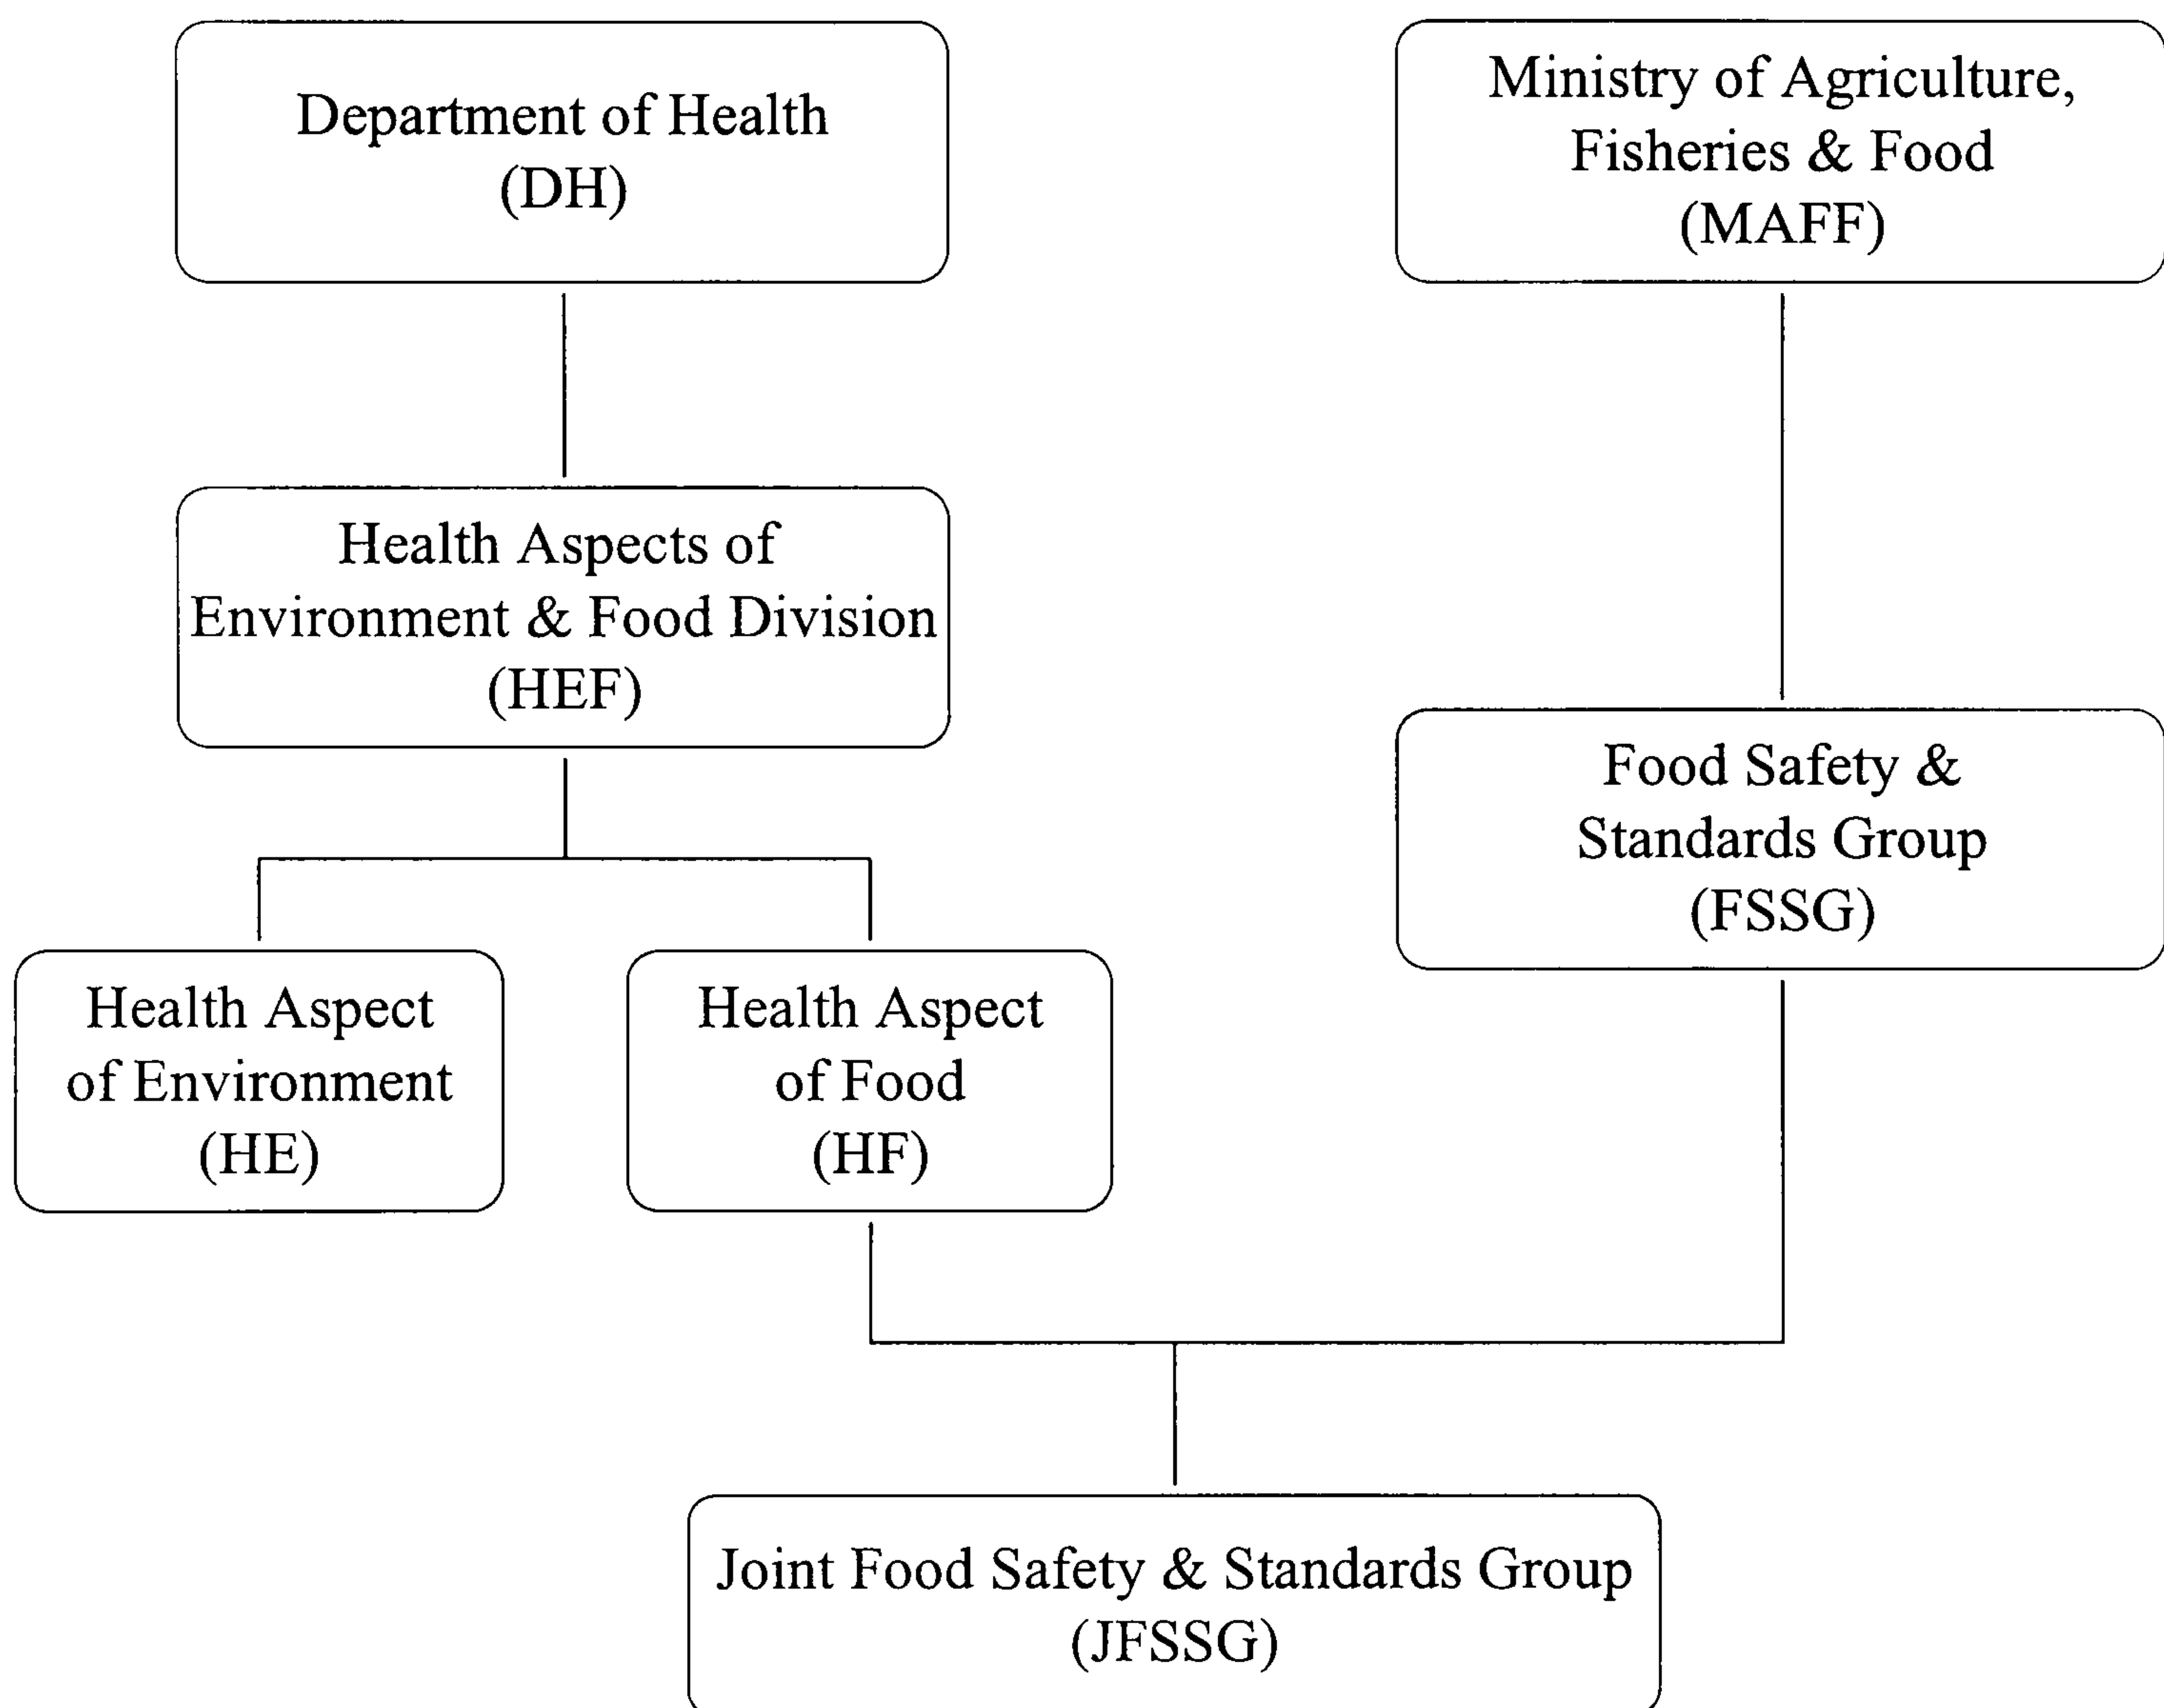 Department of Health
(DH)
Ministry of Agriculture,
Fisheries & Food
(MAFF)
Health Aspects of
Environment & Food Division
(HEF)
Food Safety &
Standards Group
(FSSG)
Health Aspect
of Environment
(HE)
Health Aspect
of Food
(HF)
Joint Food Safety & Standards Group
(JFSSG)